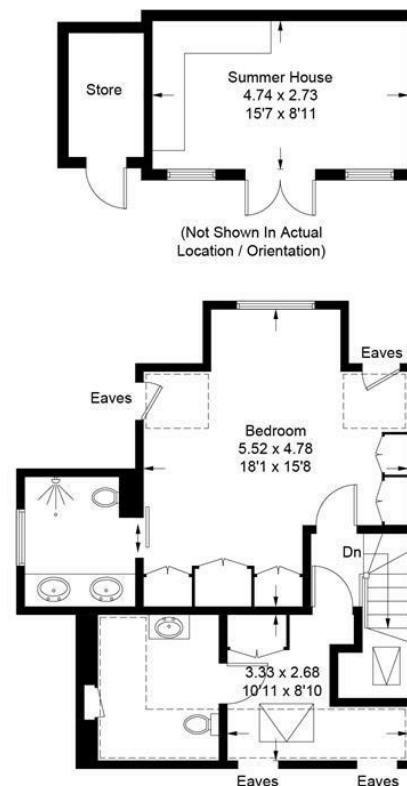 Store
Summer House
4.74 x 2.73
15'7 x 8'11
(Not Shown In Actual
Location / Orientation)
Eaves
Eaves
Bedroom
5.52 x 4.78
18'1 x 15'8
Dn
3.33 x 2.68
10'11 x 8'10
Eaves
Eaves